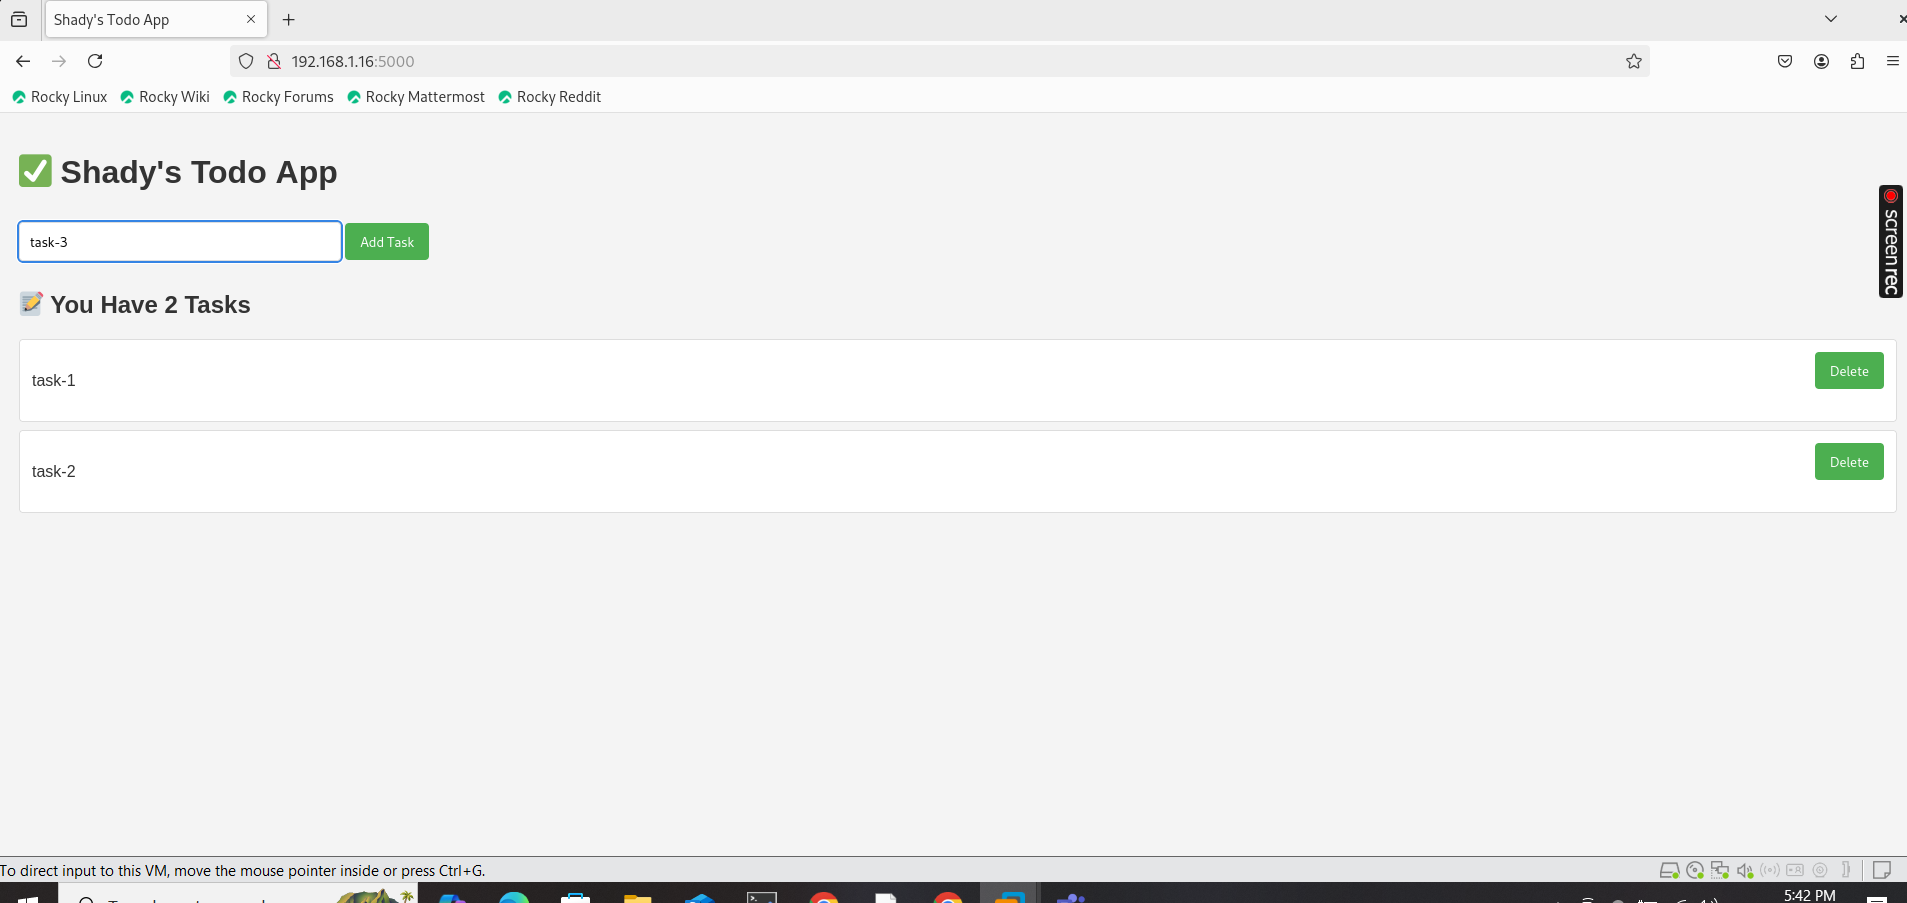 Shady's Todo App
192.168.1.16:5000
Rocky Linux Rocky Wiki Rocky Forums Rocky Mattermost Rocky Reddit
Shady's Todo App
task-3 Add Task
You Have 2 Tasks
task-1 Delete
task-2 Delete
screenrec
To direct input to this VM, move the mouse pointer inside or press Ctrl+G.
5:42 PM